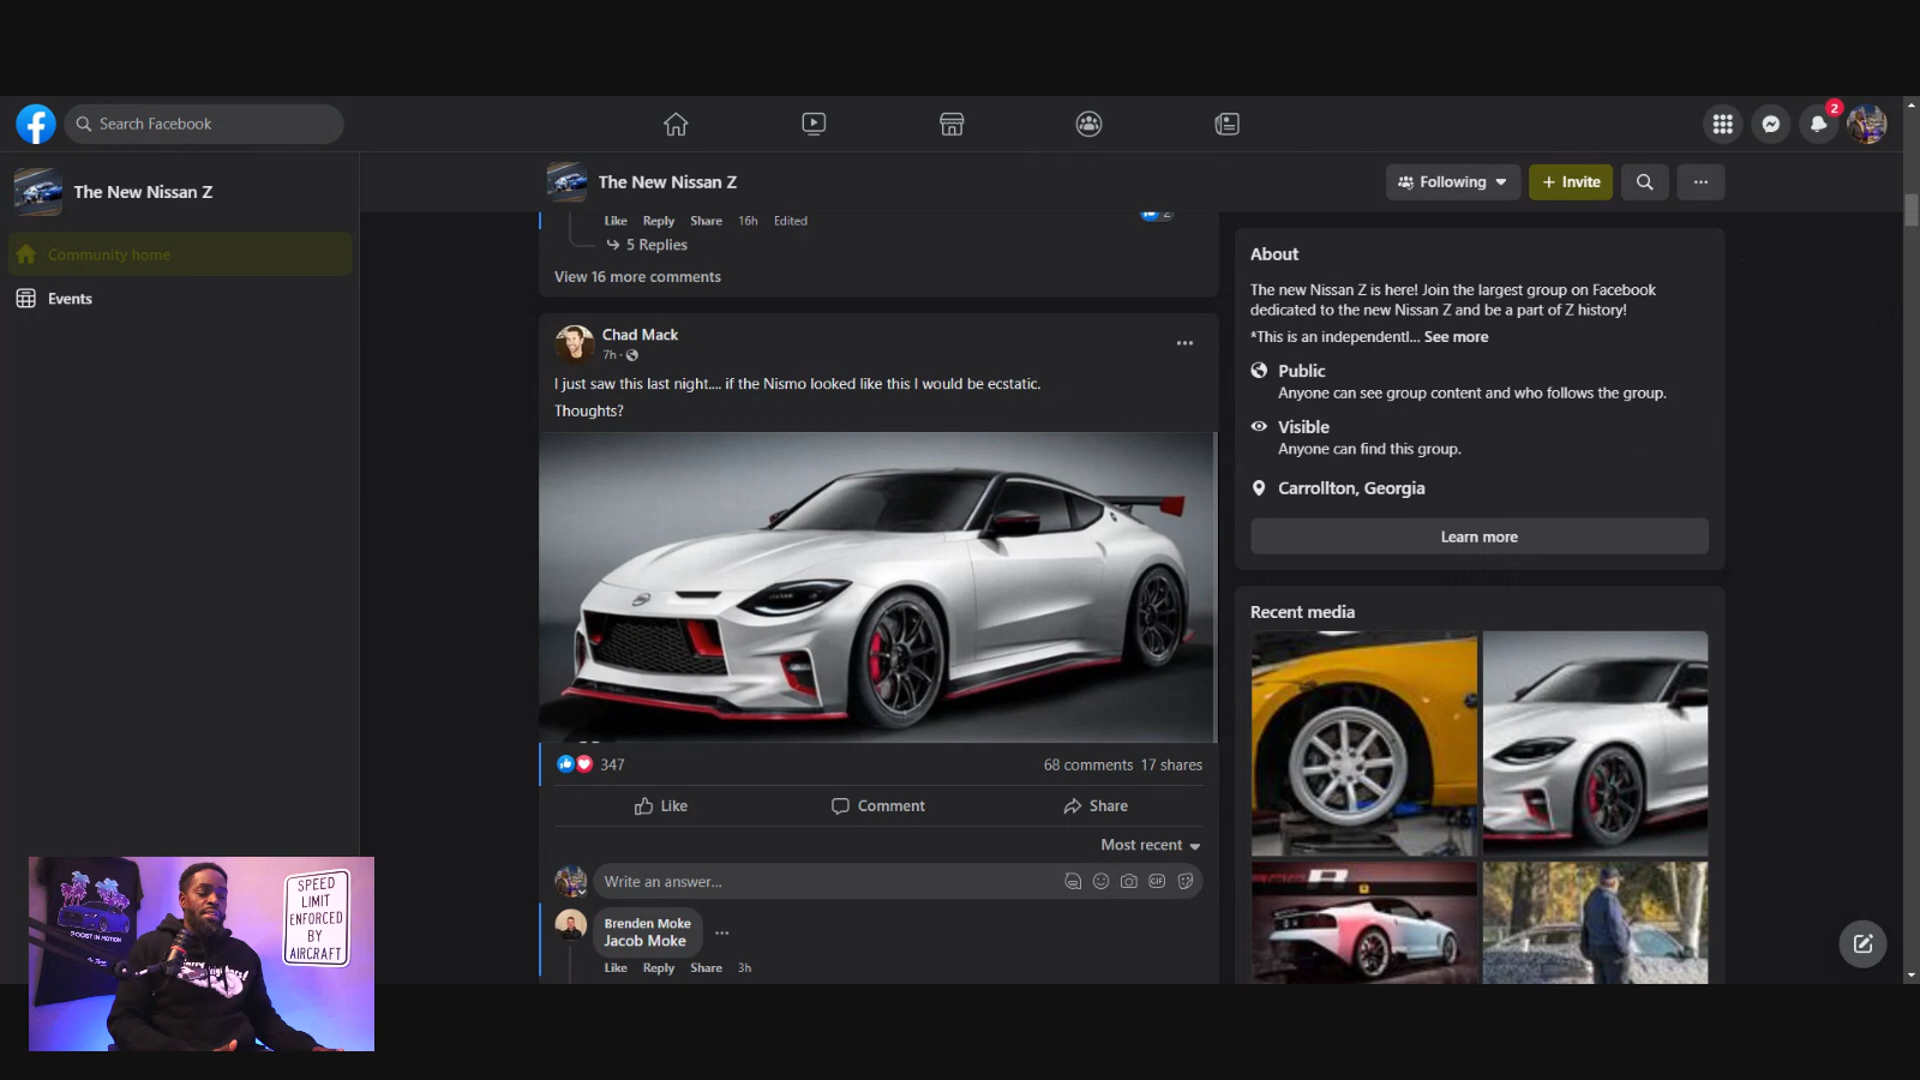 Search Facebook
2
The New Nissan Z
Community home
Events
The New Nissan Z
Following
+ Invite
Like Reply Share 16h Edited
2
5 Replies
View 16 more comments
Chad Mack
7h ·
I just saw this last night.... if the Nismo looked like this I would be ecstatic.
Thoughts?
347
68 comments 17 shares
Like
Comment
Share
Most recent
Write an answer...
GIF
Brenden Moke
Jacob Moke
Like Reply Share 3h
About
The new Nissan Z is here! Join the largest group on Facebook
dedicated to the new Nissan Z and be a part of Z history!
*This is an independentl... See more
Public
Anyone can see group content and who follows the group.
Visible
Anyone can find this group.
Carrollton, Georgia
Learn more
Recent media
R
BOOST IN MOTION
SPEED
LIMIT
ENFORCED
BY
AIRCRAFT